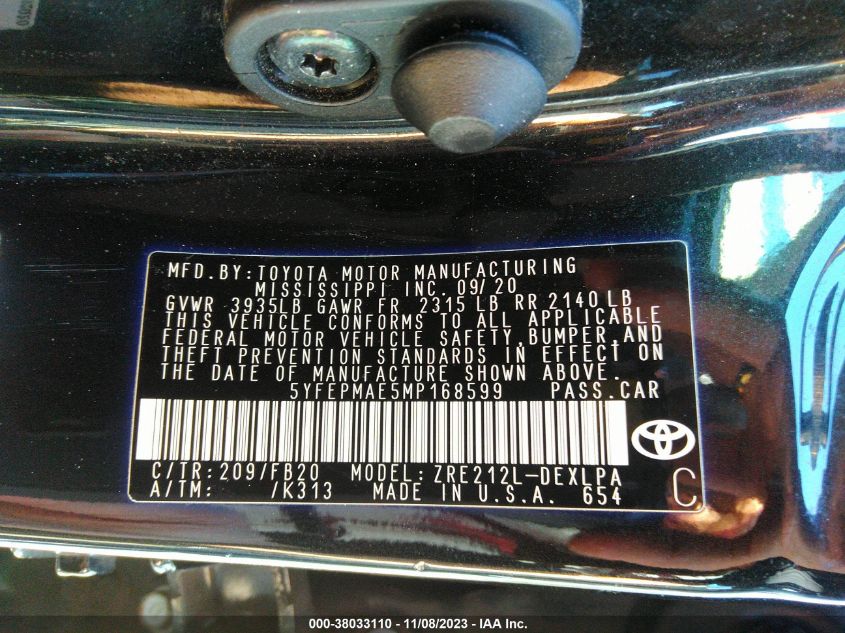 MFD.BY:TOYOTA MOTOR MANUFACTURING
MISSISSIPPI INC. 09/20
GVWR 3935LB GAWR FR 2315 LB RR 2140 LB
THIS VEHICLE CONFORMS TO ALL APPLICABLE
FEDERAL MOTOR VEHICLE SAFETY,BUMPER,AND
THEFT PREVENTION STANDARDS IN EFFECT ON
THE DATE OF MANUFACTURE SHOWN ABOVE.
5YFEPMAE5MP168599 PASS.CAR
C/TR:209/FB20 MODEL:ZRE212L-DEXLPA
A/TM: /K313 MADE IN U.S.A. 654 C
000-38033110 - 11/08/2023 - IAA Inc.